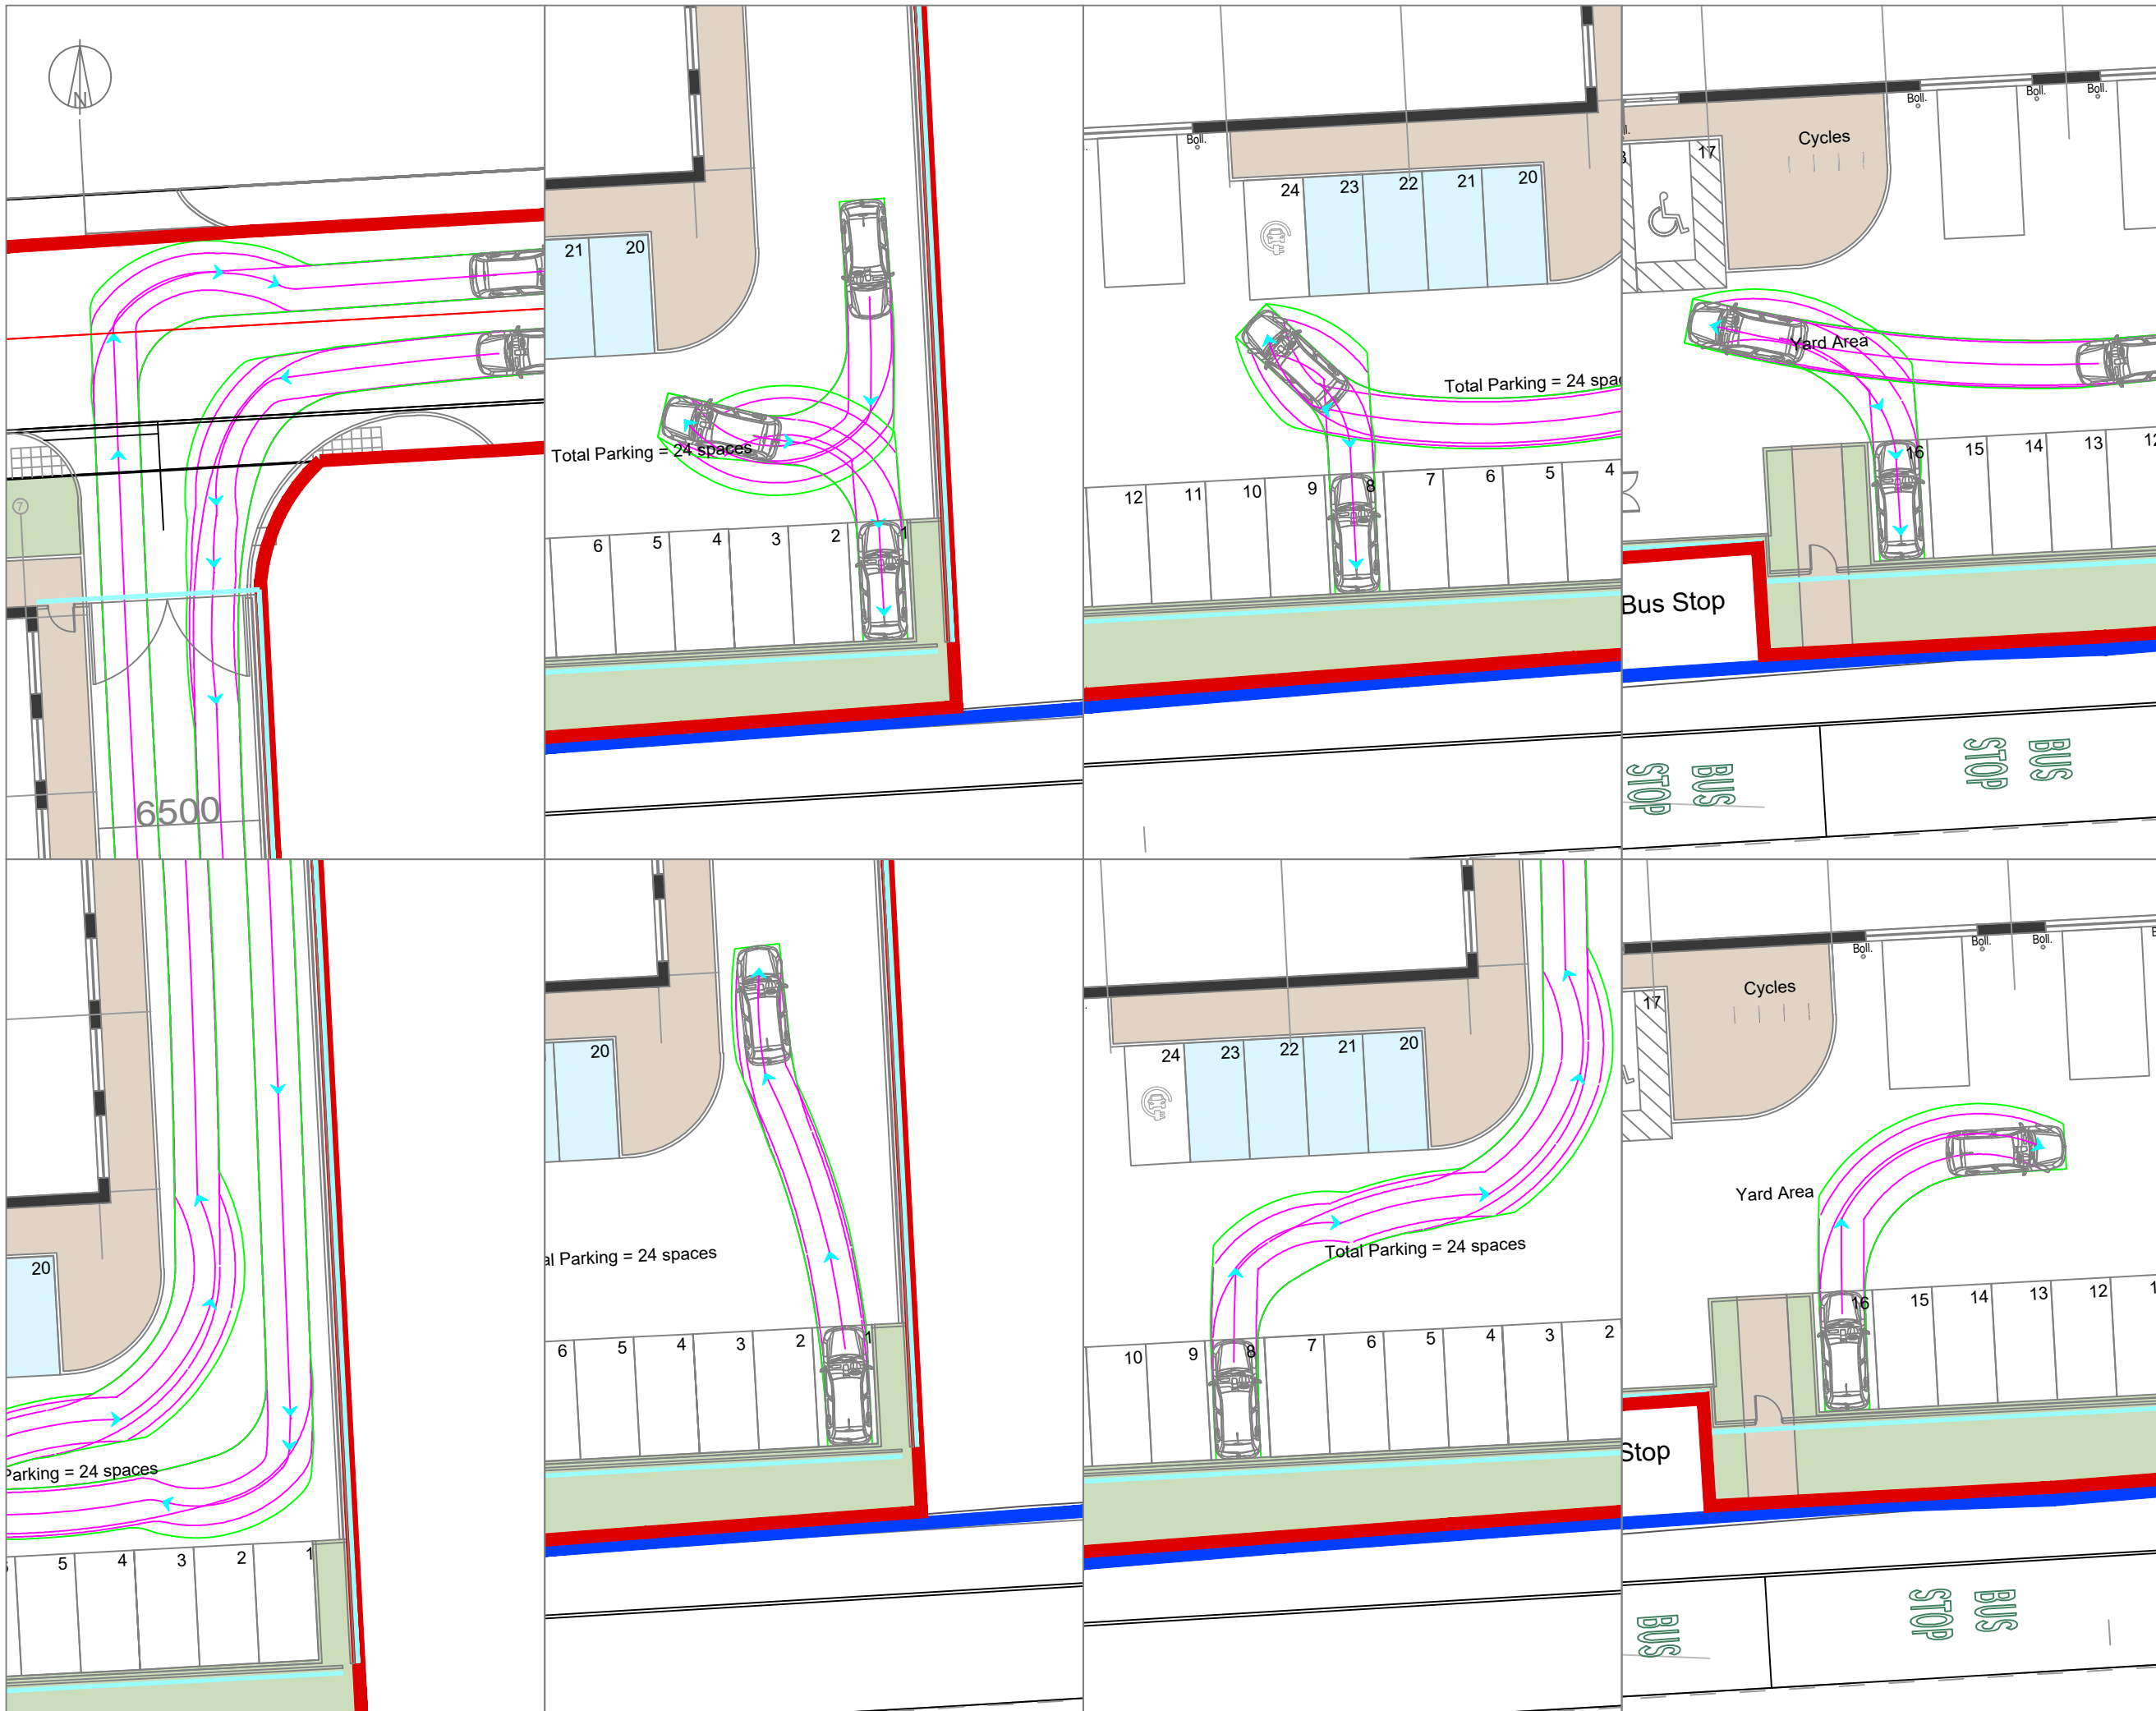 N
7
6500
21
20
Total Parking = 24 spaces
6
5
4
3
2
1
Boll.
24
23
22
21
20
Total Parking = 24 spac
12
11
10
9
8
7
6
5
4
Boll.
Boll.
Boll.
Cycles
17
Yard Area
16
15
14
13
12
Bus Stop
BUS
STOP
BUS
STOP
20
Parking = 24 spaces
5
4
3
2
1
20
al Parking = 24 spaces
6
5
4
3
2
1
24
23
22
21
20
Total Parking = 24 spaces
10
9
8
7
6
5
4
3
2
Boll.
Boll.
Boll.
Cycles
17
Yard Area
16
15
14
13
12
Stop
BUS
BUS
STOP